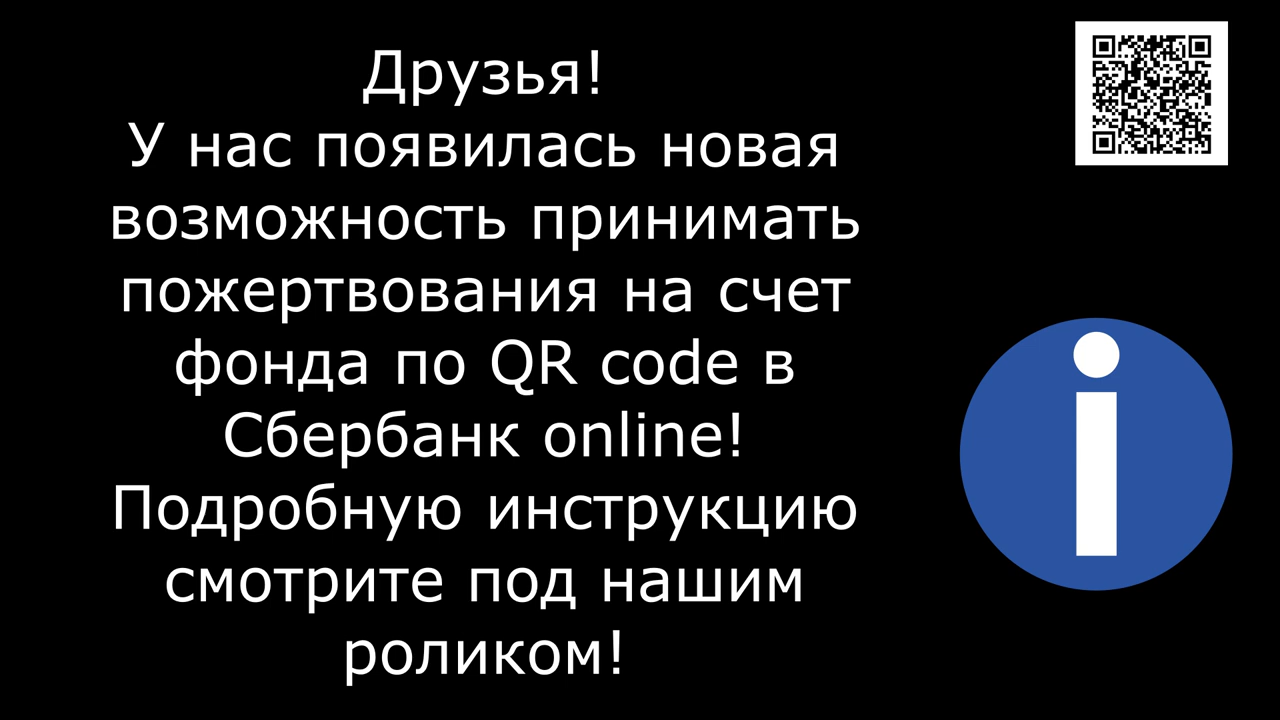 Друзья!
У нас появилась новая
возможность принимать
пожертвования на счет
фонда по QR code в
Сбербанк online!
Подробную инструкцию
смотрите под нашим
роликом!
i